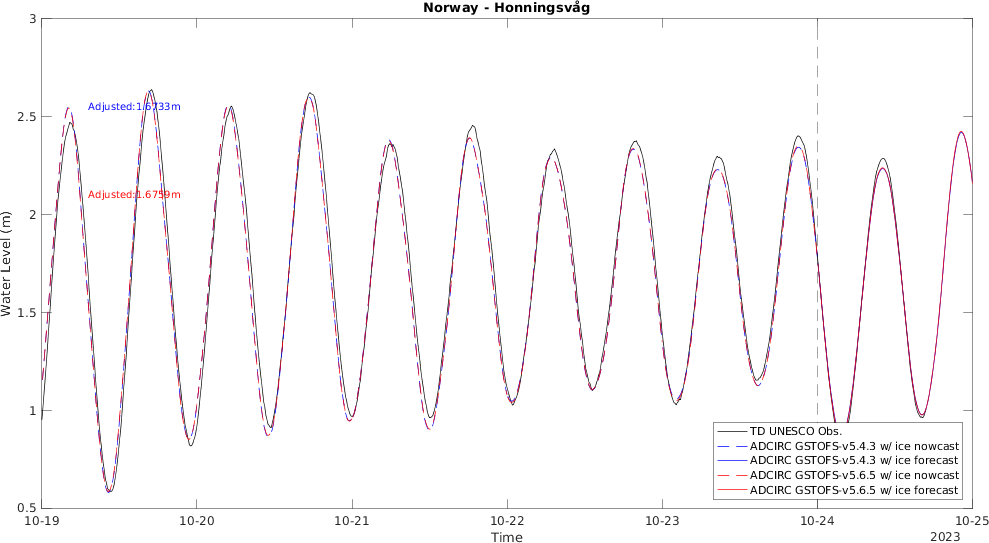 Norway - Honningsvåg
3
2.5
2
1.5
1
0.5
Water Level (m)
Adjusted:1.6733m
Adjusted:1.6759m
TD UNESCO Obs.
ADCIRC GSTOFS-v5.4.3 w/ ice nowcast
ADCIRC GSTOFS-v5.4.3 w/ ice forecast
ADCIRC GSTOFS-v5.6.5 w/ ice nowcast
ADCIRC GSTOFS-v5.6.5 w/ ice forecast
10-19 10-20 10-21 10-22 10-23 10-24 10-25
Time
2023